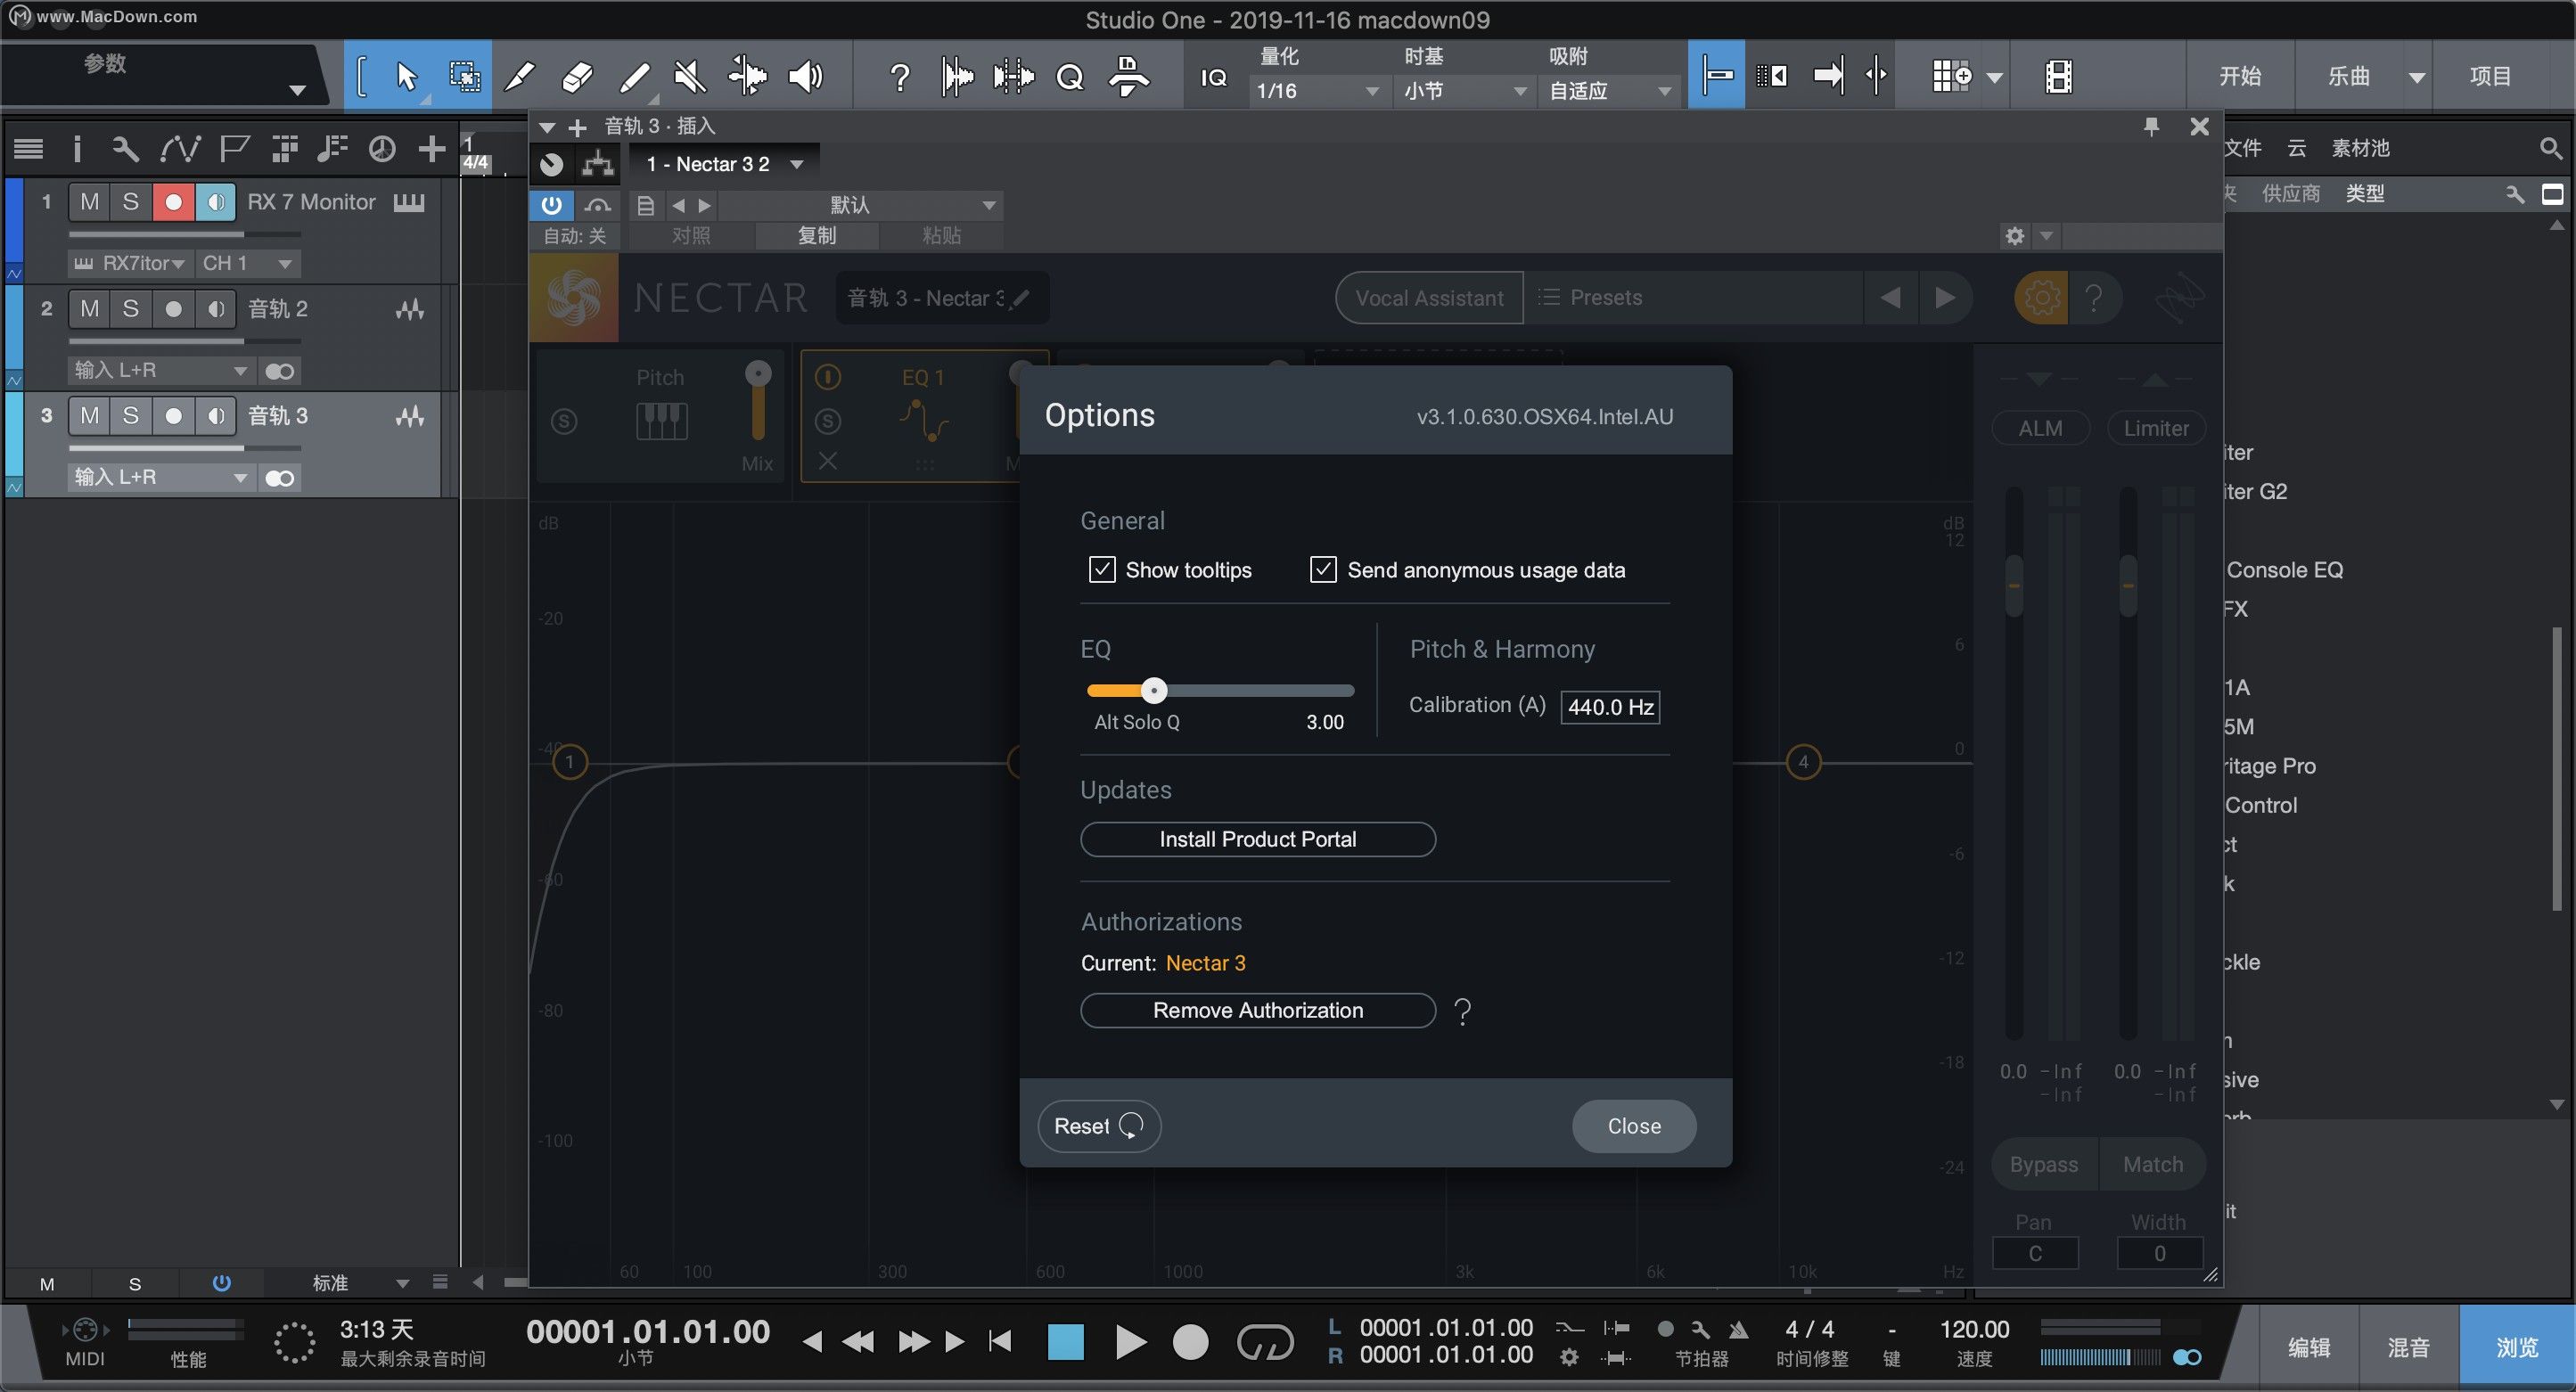 www.MacDown.com
Studio One - 2019-11-16 macdown09
参数
IQ
量化
1/16
时基
小节
吸附
自适应
开始
乐曲
项目
音轨 3 · 插入
1 - Nectar 3 2
默认
自动: 关
对照
复制
粘贴
文件
云
素材池
供应商
类型
1
4/4
1
M
S
RX 7 Monitor
RX7itor
CH 1
2
M
S
音轨 2
输入 L+R
3
M
S
音轨 3
输入 L+R
NECTAR
音轨 3 - Nectar 3
Vocal Assistant
Presets
?
Pitch
S
Mix
EQ 1
S
M
Options
v3.1.0.630.OSX64.Intel.AU
General
Show tooltips
Send anonymous usage data
EQ
Alt Solo Q
3.00
Pitch & Harmony
Calibration (A)
440.0 Hz
Updates
Install Product Portal
Authorizations
Current: Nectar 3
Remove Authorization
?
Reset
Close
dB
-20
-40
-60
-80
-100
1
4
dB
12
6
0
-6
-12
-18
-24
60
100
300
600
1000
3k
6k
10k
Hz
ALM
Limiter
0.0
-Inf
-Inf
0.0
-Inf
-Inf
Bypass
Match
Pan
Width
C
0
iter
iter G2
Console EQ
FX
1A
5M
ritage Pro
Control
ct
k
ckle
n
sive
rb
it
M
S
标准
MIDI
性能
3:13 天
最大剩余录音时间
00001.01.01.00
小节
L 00001.01.01.00
R 00001.01.01.00
节拍器
4 / 4
时间修整
-
键
120.00
速度
编辑
混音
浏览